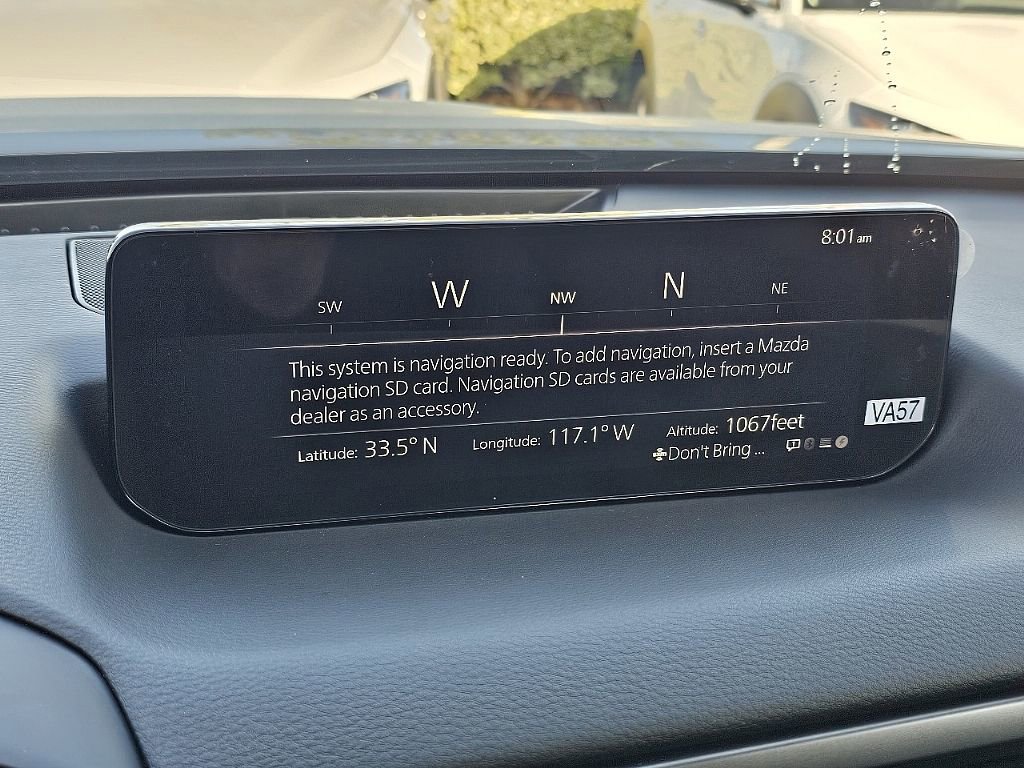 8:01 am
SW W NW N NE
This system is navigation ready. To add navigation, insert a Mazda
navigation SD card. Navigation SD cards are available from your
dealer as an accessory.
VA57
Latitude: 33.5° N Longitude: 117.1° W Altitude: 1067feet
Don't Bring ...